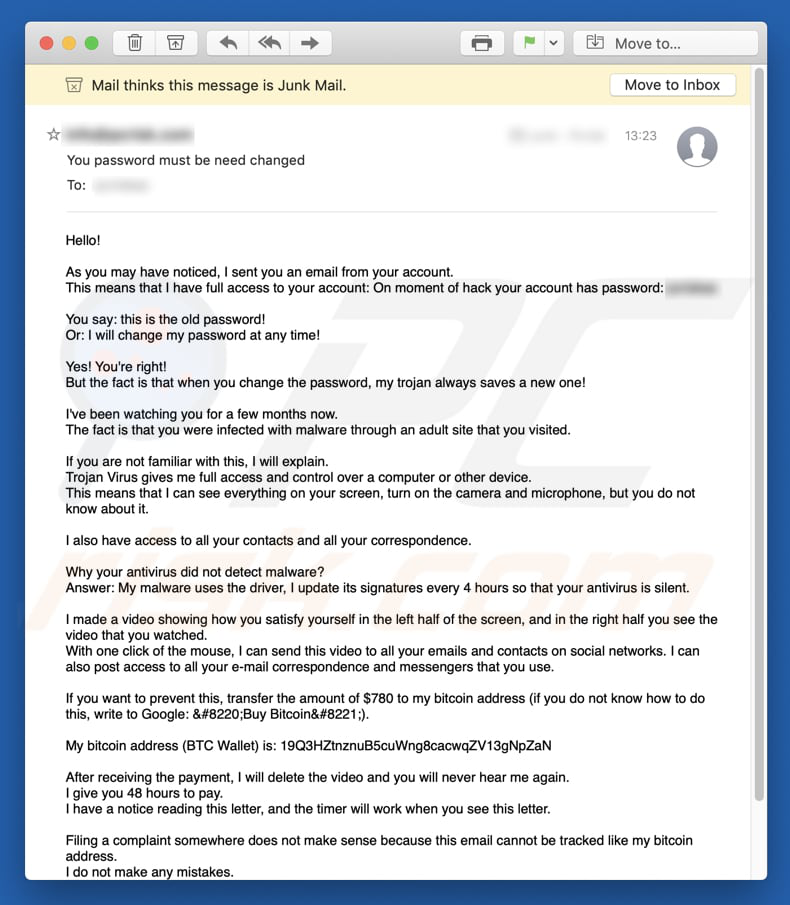 Move to...
Mail thinks this message is Junk Mail.
Move to Inbox
13:23
You password must be need changed
To:
Hello!
As you may have noticed, I sent you an email from your account.
This means that I have full access to your account: On moment of hack your account has password:
You say: this is the old password!
Or: I will change my password at any time!
Yes! You're right!
But the fact is that when you change the password, my trojan always saves a new one!
I've been watching you for a few months now.
The fact is that you were infected with malware through an adult site that you visited.
If you are not familiar with this, I will explain.
Trojan Virus gives me full access and control over a computer or other device.
This means that I can see everything on your screen, turn on the camera and microphone, but you do not
know about it.
I also have access to all your contacts and all your correspondence.
Why your antivirus did not detect malware?
Answer: My malware uses the driver, I update its signatures every 4 hours so that your antivirus is silent.
I made a video showing how you satisfy yourself in the left half of the screen, and in the right half you see the
video that you watched.
With one click of the mouse, I can send this video to all your emails and contacts on social networks. I can
also post access to all your e-mail correspondence and messengers that you use.
If you want to prevent this, transfer the amount of $780 to my bitcoin address (if you do not know how to do
this, write to Google: &#8220;Buy Bitcoin&#8221;).
My bitcoin address (BTC Wallet) is: 19Q3HZtnznuB5cuWng8cacwqZV13gNpZaN
After receiving the payment, I will delete the video and you will never hear me again.
I give you 48 hours to pay.
I have a notice reading this letter, and the timer will work when you see this letter.
Filing a complaint somewhere does not make sense because this email cannot be tracked like my bitcoin
address.
I do not make any mistakes.
PC
risk.com